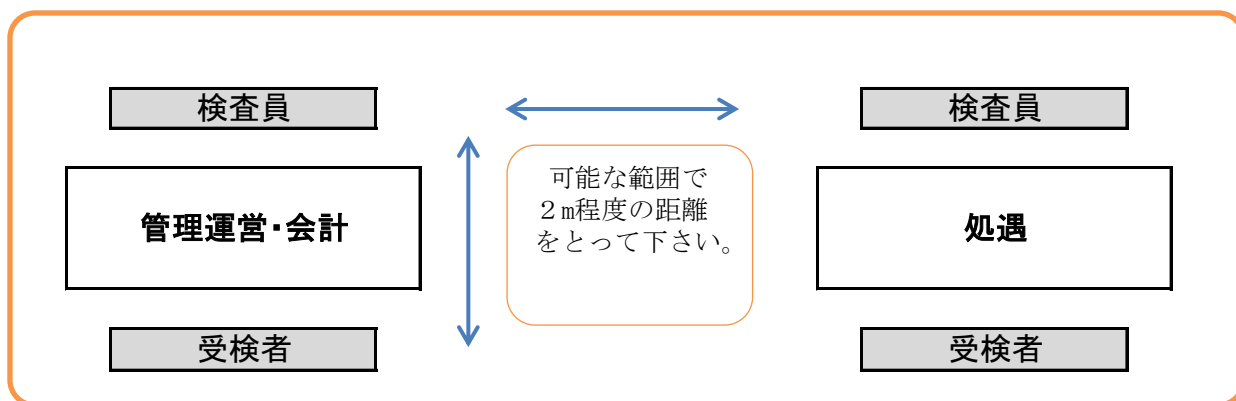 検査員
検査員
管理運営・会計
可能な範囲で
２ｍ程度の距離
をとって下さい。
処遇
受検者
受検者